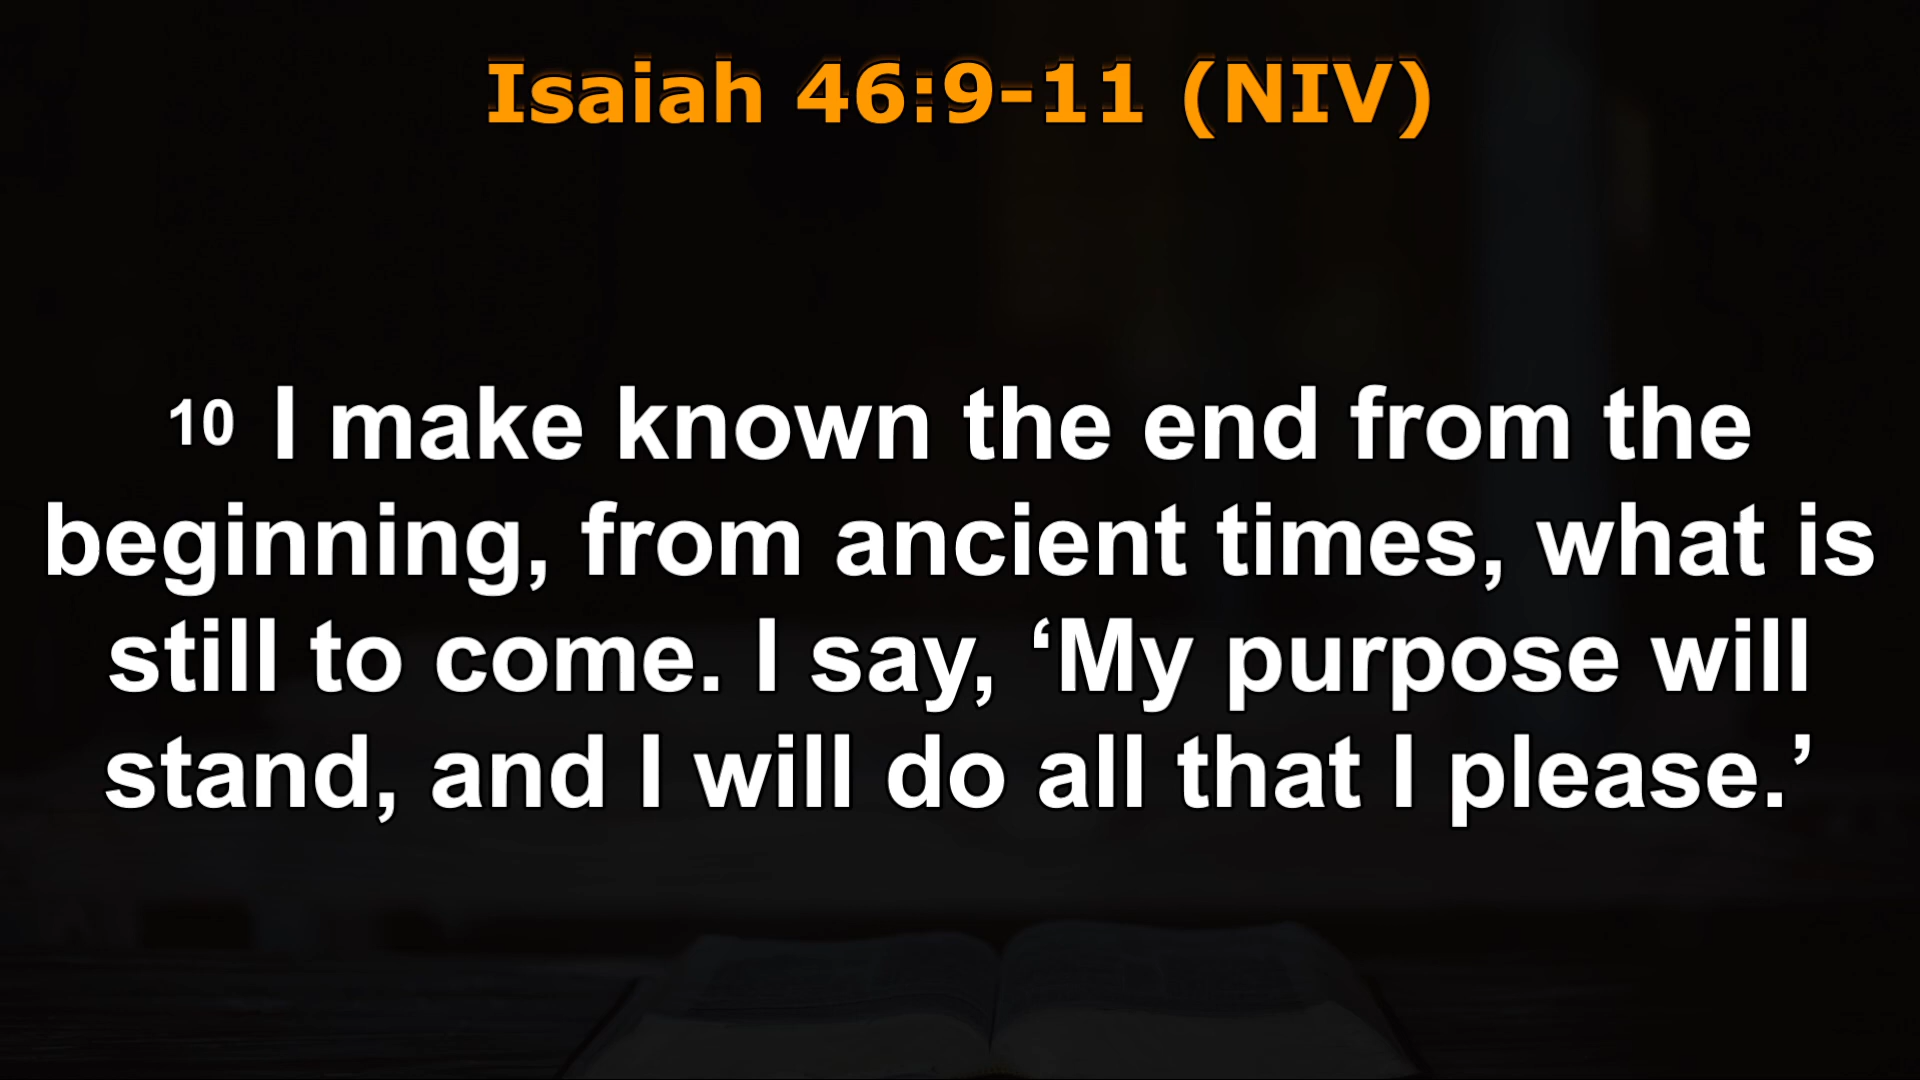 Isaiah 46:9-11 (NIV)
10 I make known the end from the
beginning, from ancient times, what is
still to come. I say, ‘My purpose will
stand, and I will do all that I please.’